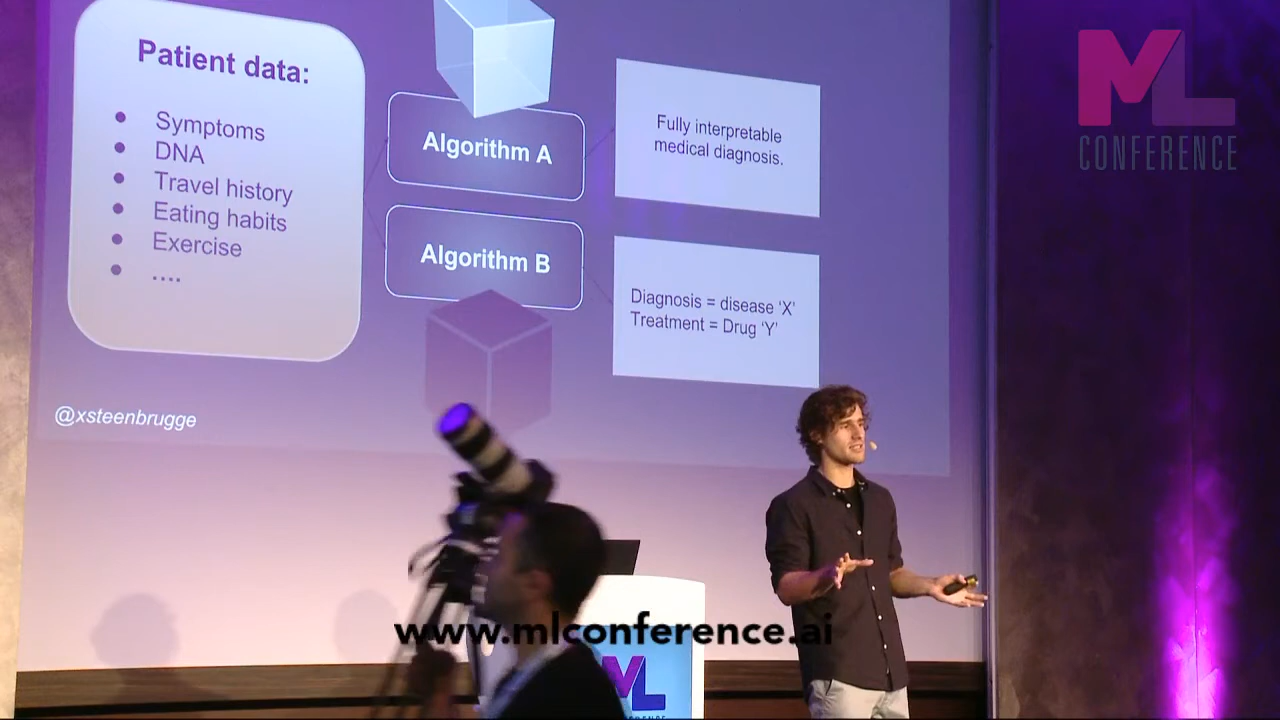 Patient data:
● Symptoms
● DNA
● Travel history
● Eating habits
● Exercise
● ....
Algorithm A
Algorithm B
Fully interpretable
medical diagnosis.
Diagnosis = disease ‘X’
Treatment = Drug ‘Y’
@xsteenbrugge
ML
CONFERENCE
www.mlconference.ai
ML